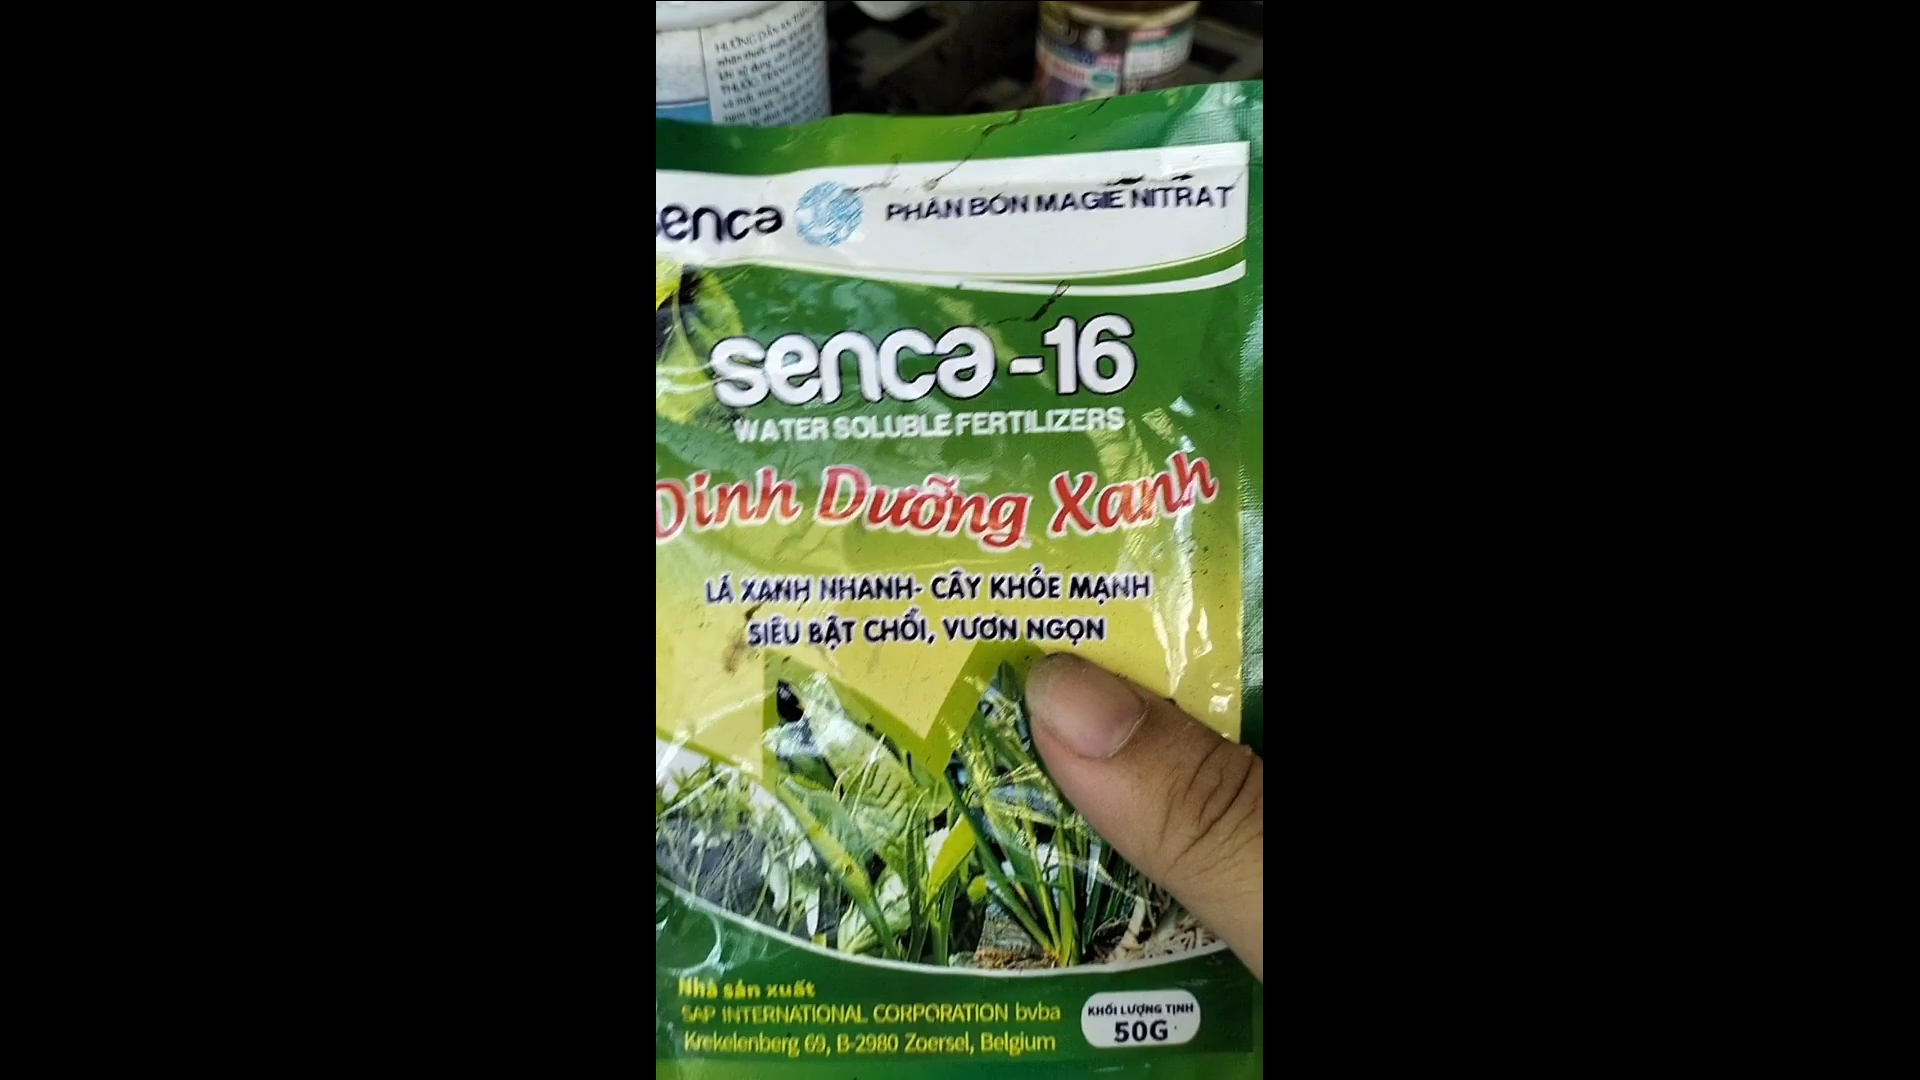 HƯỚNG DẪN
senca PHÂN BÓN MAGIE NITRAT
senca -16
WATER SOLUBLE FERTILIZERS
Dinh Dưỡng Xanh
LÁ XANH NHANH- CÂY KHỎE MẠNH
SIÊU BẬT CHỒI, VƯƠN NGỌN
Nhà sản xuất
SAP INTERNATIONAL CORPORATION bvba
Krekelenberg 69, B-2980 Zoersel, Belgium
KHỐI LƯỢNG TỊNH
50G